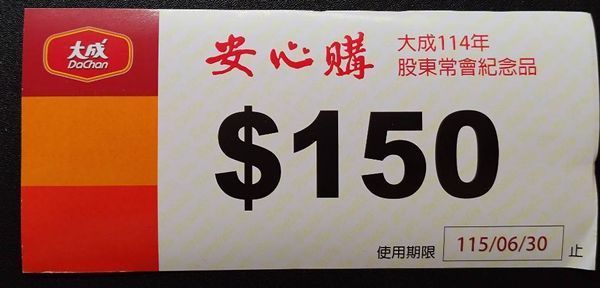 大成
DaChan
安心購
大成114年
股東常會紀念品
$150
使用期限 115/06/30 止